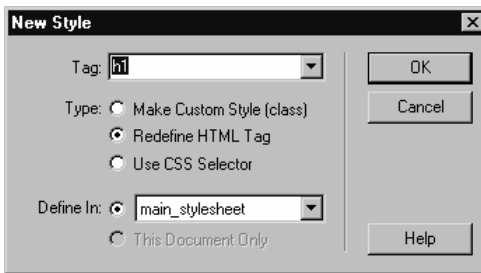 New Style
Tag: h1
OK
Type: Make Custom Style (class)
Cancel
Redefine HTML Tag
Use CSS Selector
Define In: main_stylesheet
This Document Only
Help